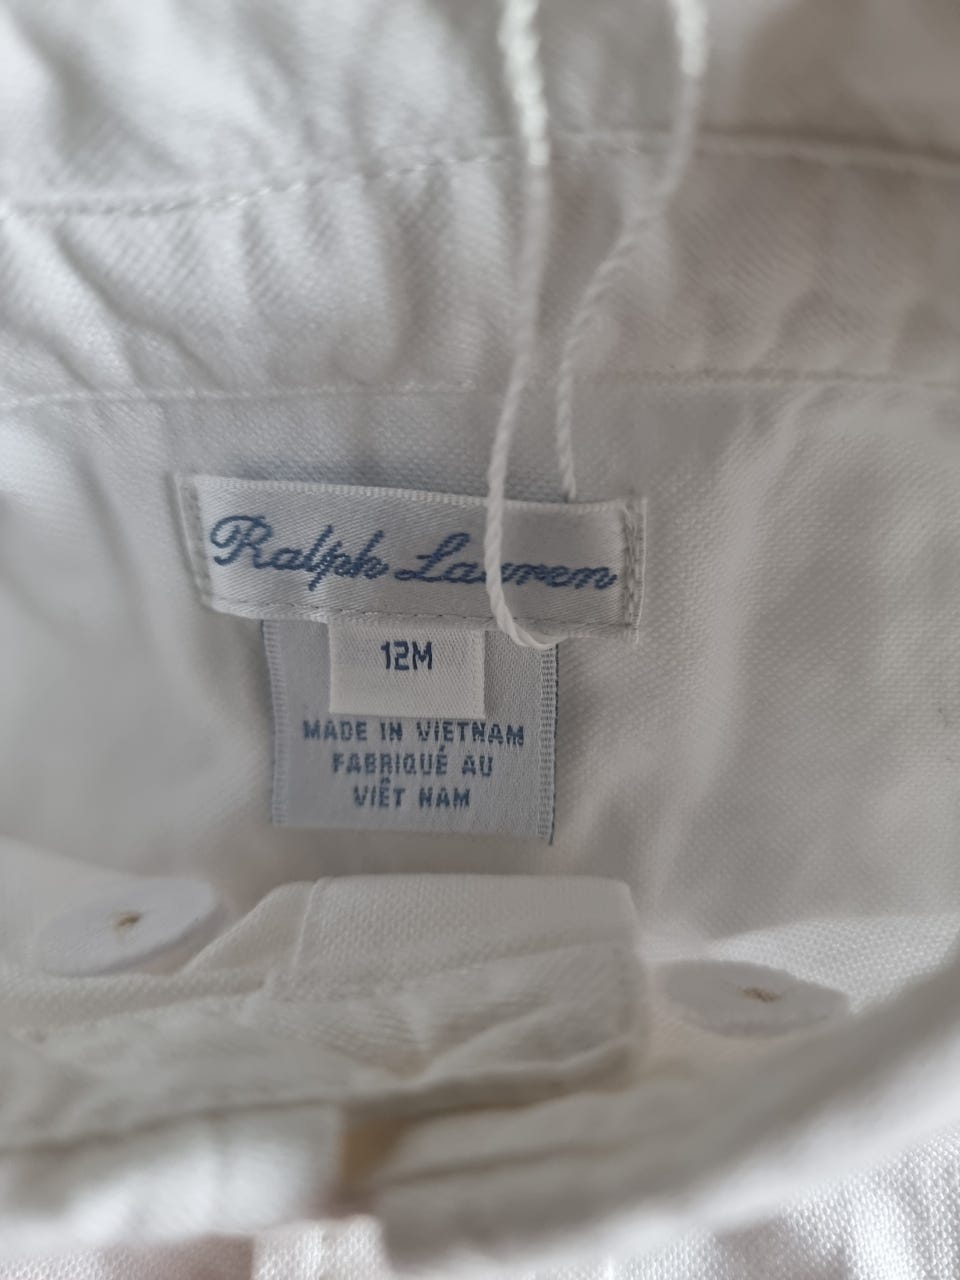 Ralph Lauren
12M
MADE IN VIETNAM
FABRIQUÉ AU
VIÊT NAM